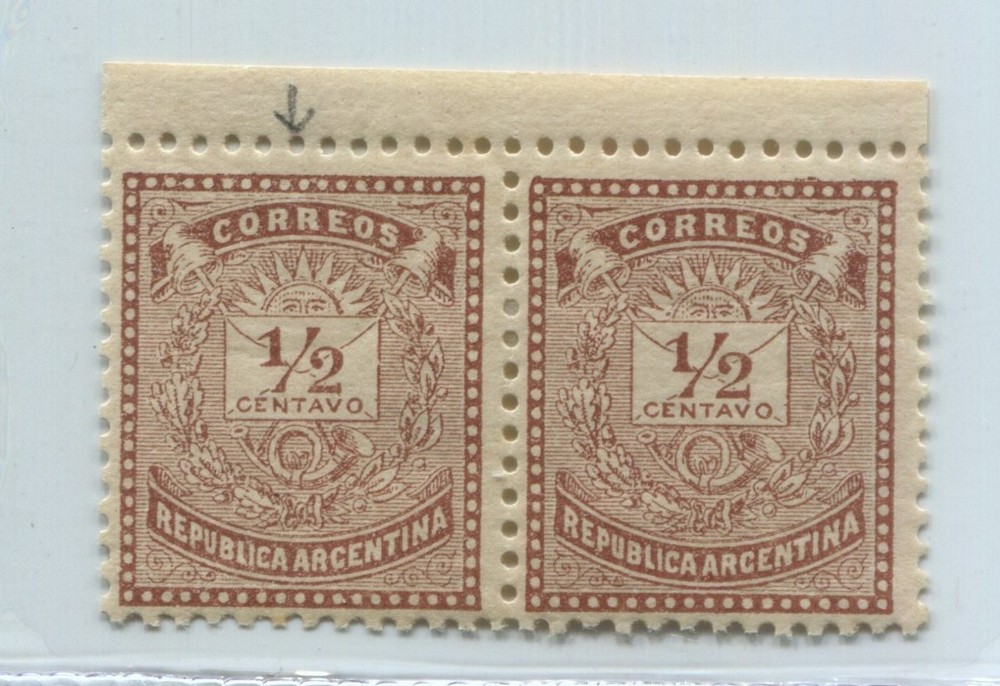 CORREOS
1/2
CENTAVO
REPUBLICA ARGENTINA
CORREOS
1/2
CENTAVO
REPUBLICA ARGENTINA